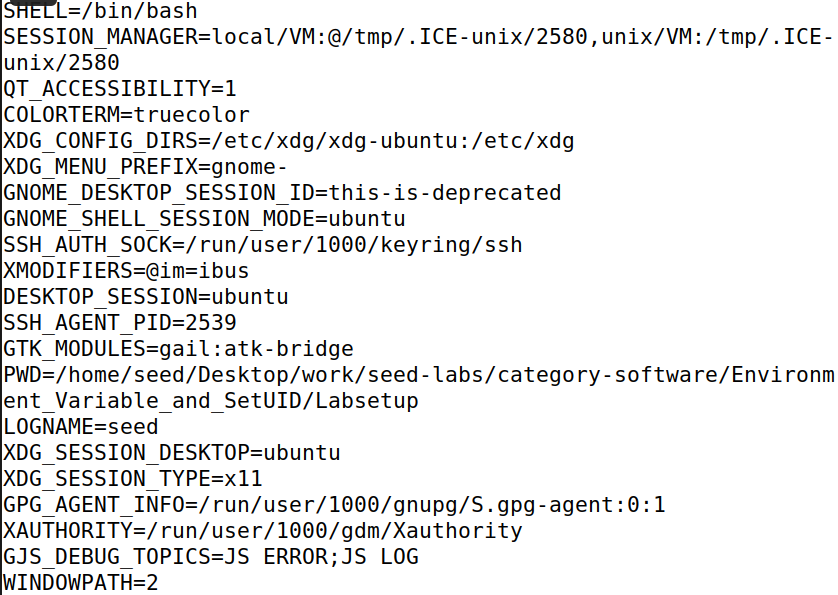 SHELL=/bin/bash
SESSION_MANAGER=local/VM:@/tmp/.ICE-unix/2580,unix/VM:/tmp/.ICE-
unix/2580
QT_ACCESSIBILITY=1
COLORTERM=truecolor
XDG_CONFIG_DIRS=/etc/xdg/xdg-ubuntu:/etc/xdg
XDG_MENU_PREFIX=gnome-
GNOME_DESKTOP_SESSION_ID=this-is-deprecated
GNOME_SHELL_SESSION_MODE=ubuntu
SSH_AUTH_SOCK=/run/user/1000/keyring/ssh
XMODIFIERS=@im=ibus
DESKTOP_SESSION=ubuntu
SSH_AGENT_PID=2539
GTK_MODULES=gail:atk-bridge
PWD=/home/seed/Desktop/work/seed-labs/category-software/Environm
ent_Variable_and_SetUID/Labsetup
LOGNAME=seed
XDG_SESSION_DESKTOP=ubuntu
XDG_SESSION_TYPE=x11
GPG_AGENT_INFO=/run/user/1000/gnupg/S.gpg-agent:0:1
XAUTHORITY=/run/user/1000/gdm/Xauthority
GJS_DEBUG_TOPICS=JS ERROR;JS LOG
WINDOWPATH=2